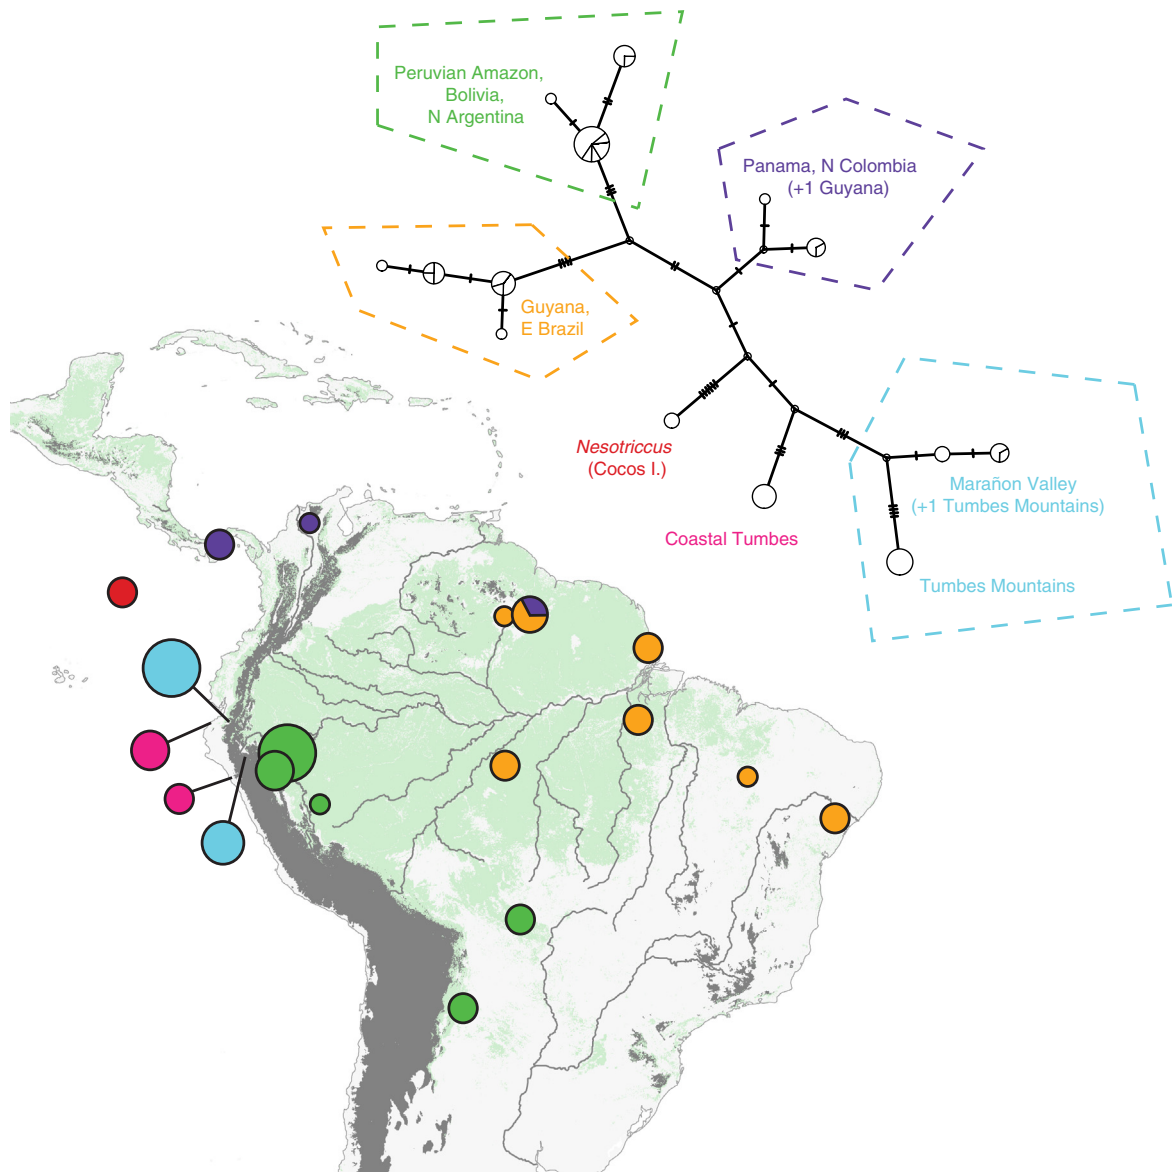 Peruvian Amazon,
Bolivia,
N Argentina
Panama, N Colombia
(+1 Guyana)
Guyana,
E Brazil
Nesotriccus
(Cocos I.)
Marañon Valley
(+1 Tumbes Mountains)
Coastal Tumbes
Tumbes Mountains